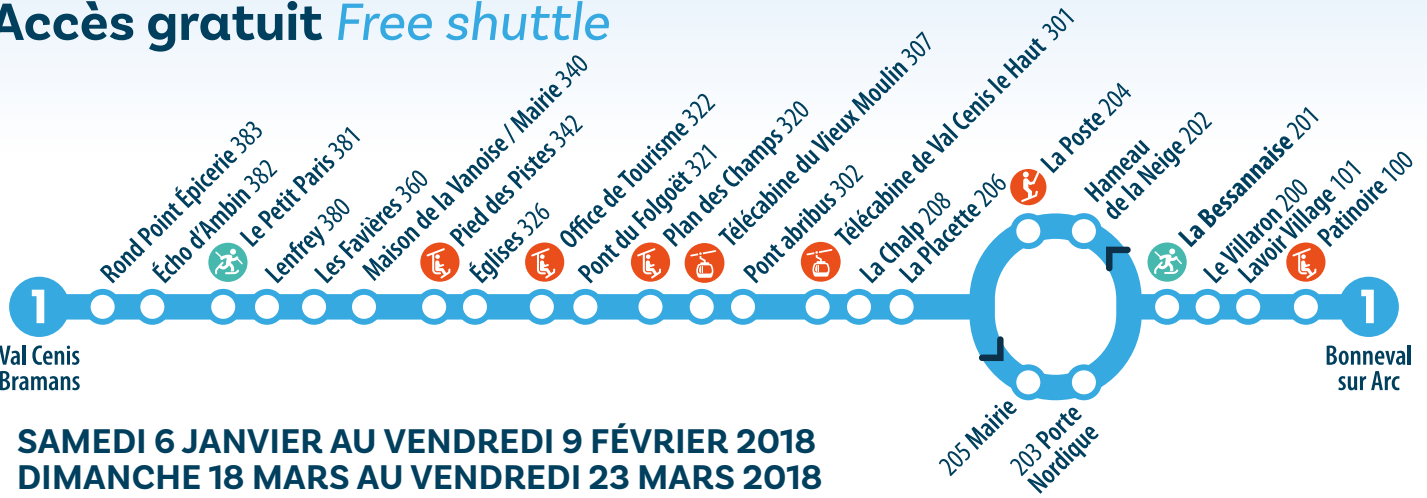 Accès gratuit Free shuttle
Rond Point Épicerie 383
Écho d'Ambin 382
Le Petit Paris 381
Lenfrey 380
Les Favières 360
Maison de la Vanoise / Mairie 340
Pied des Pistes 342
Églises 326
Office de Tourisme 322
Pont du Folgoët 321
Plan des Champs 320
Télécabine du Vieux Moulin 307
Pont abribus 302
Télécabine de Val Cenis le Haut 301
La Chalp 208
La Placette 206
La Poste 204
Hameau
de la Neige 202
La Bessannaise 201
Le Villaron 200
Lavoir Village 101
Patinoire 100
1
1
Val Cenis
Bramans
Bonneval
sur Arc
205 Mairie
203 Porte
Nordique
SAMEDI 6 JANVIER AU VENDREDI 9 FÉVRIER 2018
DIMANCHE 18 MARS AU VENDREDI 23 MARS 2018